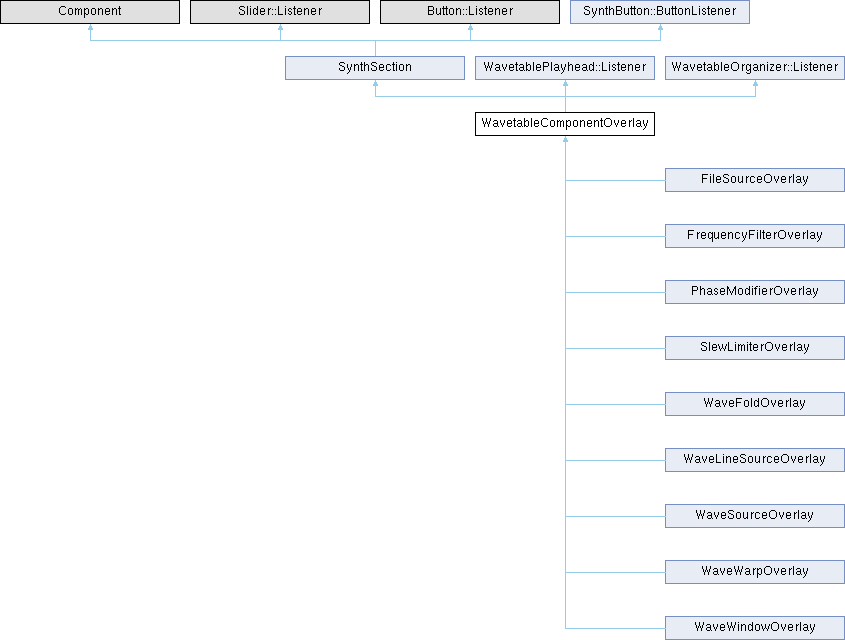 Component
Slider::Listener
Button::Listener
SynthButton::ButtonListener
SynthSection
WavetablePlayhead::Listener
WavetableOrganizer::Listener
WavetableComponentOverlay
FileSourceOverlay
FrequencyFilterOverlay
PhaseModifierOverlay
SlewLimiterOverlay
WaveFoldOverlay
WaveLineSourceOverlay
WaveSourceOverlay
WaveWarpOverlay
WaveWindowOverlay